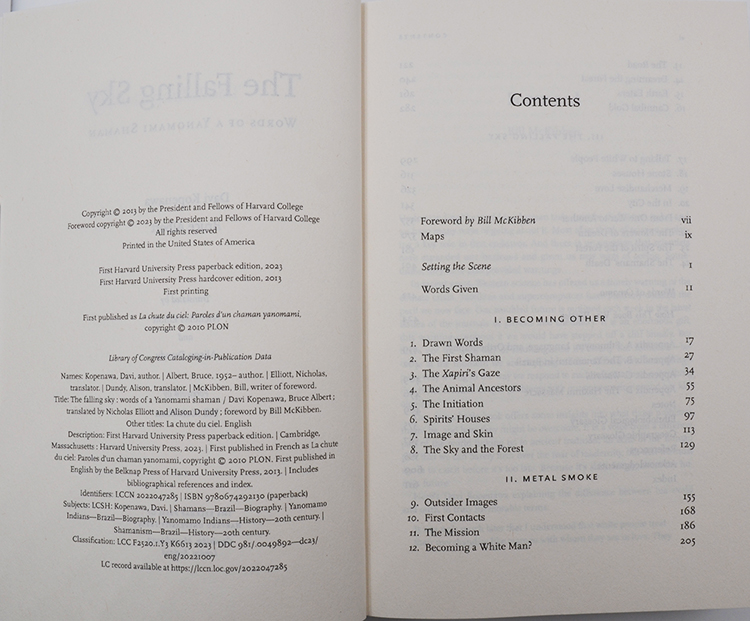 The Falling Sky
WORDS OF A YANOMAMI SHAMAN
Copyright © 2013 by the President and Fellows of Harvard College
Foreword copyright © 2023 by the President and Fellows of Harvard College
All rights reserved
Printed in the United States of America
First Harvard University Press paperback edition, 2023
First Harvard University Press hardcover edition, 2013
First printing
First published as La chute du ciel: Paroles d'un chaman yanomami,
copyright © 2010 PLON
Library of Congress Cataloging-in-Publication Data
Names: Kopenawa, Davi, author. | Albert, Bruce, 1952– author. | Elliott, Nicholas,
translator. | Dundy, Alison, translator. | McKibben, Bill, writer of foreword.
Title: The falling sky : words of a Yanomami shaman / Davi Kopenawa, Bruce Albert ;
translated by Nicholas Elliott and Alison Dundy ; foreword by Bill McKibben.
Other titles: La chute du ciel. English
Description: First Harvard University Press paperback edition. | Cambridge,
Massachusetts : Harvard University Press, 2023. | First published in French as La chute
du ciel: Paroles d'un chaman yanomami, copyright © 2010 PLON. First published in
English by the Belknap Press of Harvard University Press, 2013. | Includes
bibliographical references and index.
Identifiers: LCCN 2022047285 | ISBN 9780674292130 (paperback)
Subjects: LCSH: Kopenawa, Davi. | Shamans—Brazil—Biography. | Yanomamo
Indians—Brazil—Biography. | Yanomamo Indians—History—20th century. |
Shamanism—Brazil—History—20th century.
Classification: LCC F2520.1.Y3 K6613 2023 | DDC 981/.0049892—dc23/
eng/20221007
LC record available at https://lccn.loc.gov/2022047285
Contents
Foreword by Bill McKibben vii
Maps ix
Setting the Scene 1
Words Given 11
I. BECOMING OTHER
1. Drawn Words 17
2. The First Shaman 27
3. The Xapiri's Gaze 34
4. The Animal Ancestors 55
5. The Initiation 75
6. Spirits' Houses 97
7. Image and Skin 113
8. The Sky and the Forest 129
II. METAL SMOKE
9. Outsider Images 155
10. First Contacts 168
11. The Mission 186
12. Becoming a White Man? 205